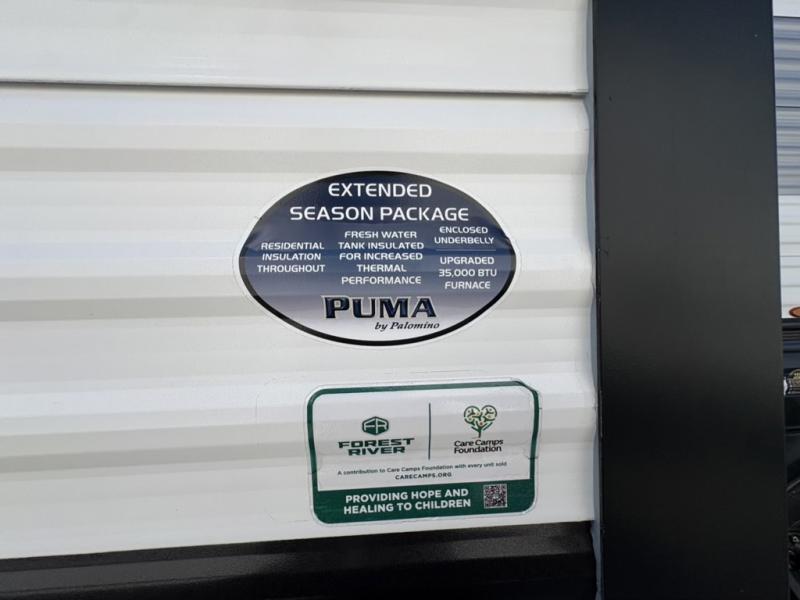 EXTENDED
SEASON PACKAGE
RESIDENTIAL
INSULATION
THROUGHOUT
FRESH WATER
TANK INSULATED
FOR INCREASED
THERMAL
PERFORMANCE
ENCLOSED
UNDERBELLY
UPGRADED
35,000 BTU
FURNACE
PUMA
by Palomino
FR
FOREST
RIVER
Care Camps
Foundation
A contribution to Care Camps Foundation with every unit sold
CARECAMPS.ORG
PROVIDING HOPE AND
HEALING TO CHILDREN